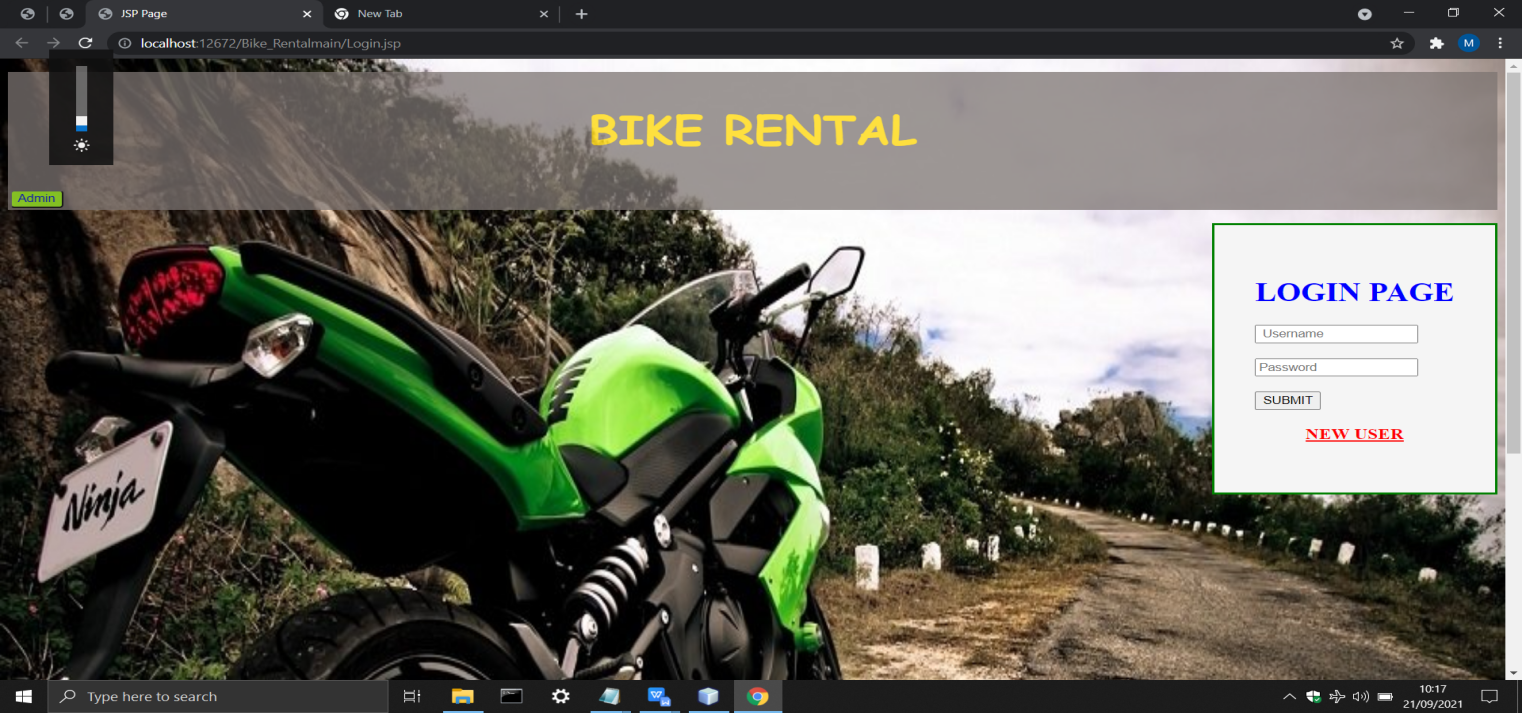 JSP Page
New Tab
localhost:12672/Bike_Rentalmain/Login.jsp
M
BIKE RENTAL
Admin
LOGIN PAGE
Username
Password
SUBMIT
NEW USER
Ninja
Type here to search
10:17
21/09/2021